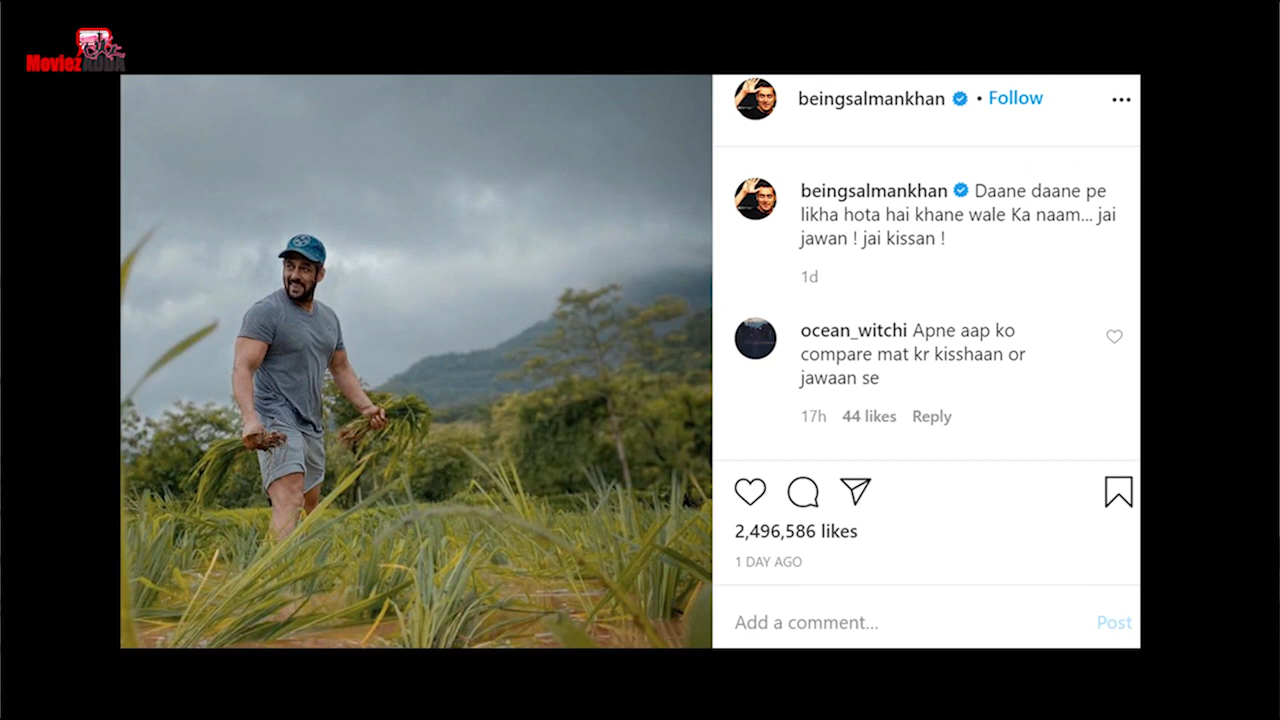 Moviez ADDA
beingsalmankhan • Follow
beingsalmankhan Daane daane pe
likha hota hai khane wale Ka naam... jai
jawan ! jai kissan !
1d
ocean_witchi Apne aap ko
compare mat kr kisshaan or
jawaan se
17h 44 likes Reply
2,496,586 likes
1 DAY AGO
Add a comment... Post